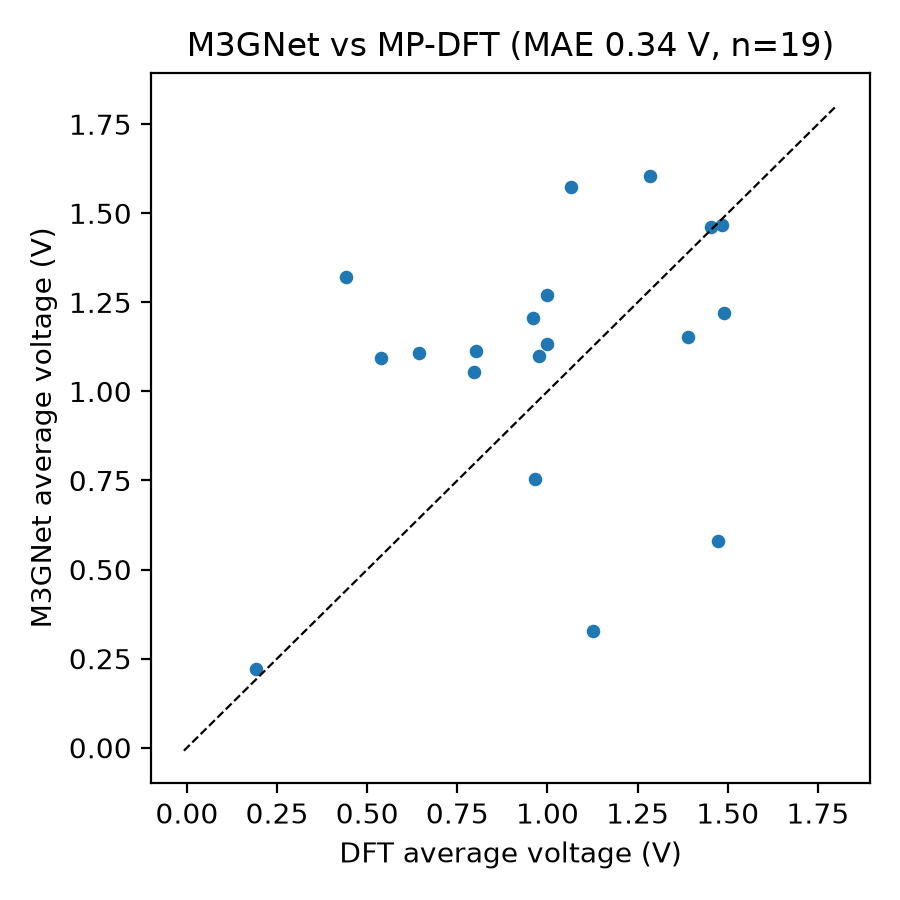 M3GNet vs MP-DFT (MAE 0.34 V, n=19)
M3GNet average voltage (V)
1.75
1.50
1.25
1.00
0.75
0.50
0.25
0.00
0.00 0.25 0.50 0.75 1.00 1.25 1.50 1.75
DFT average voltage (V)